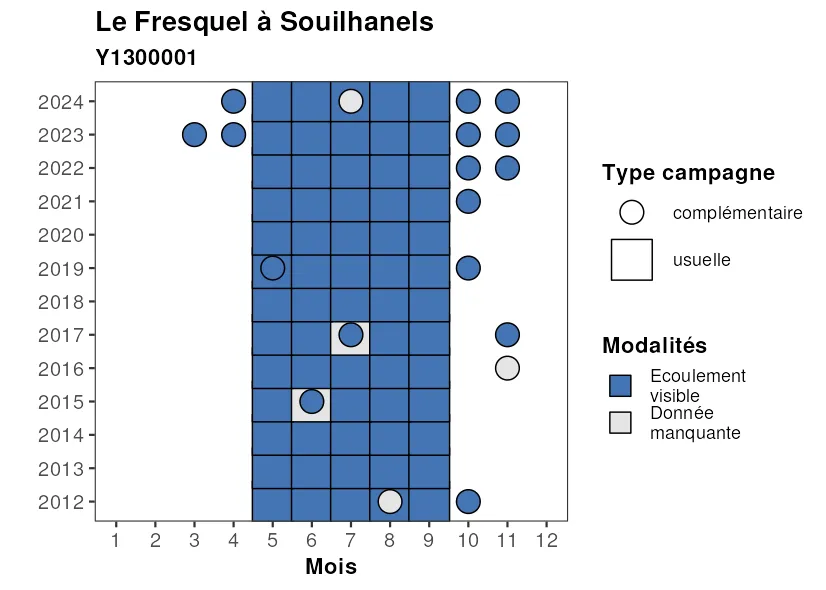 Le Fresquel à Souilhanels
Y1300001
2024
2023
2022
2021
2020
2019
2018
2017
2016
2015
2014
2013
2012
1 2 3 4 5 6 7 8 9 10 11 12
Mois
Type campagne
complémentaire
usuelle
Modalités
Ecoulement
visible
Donnée
manquante